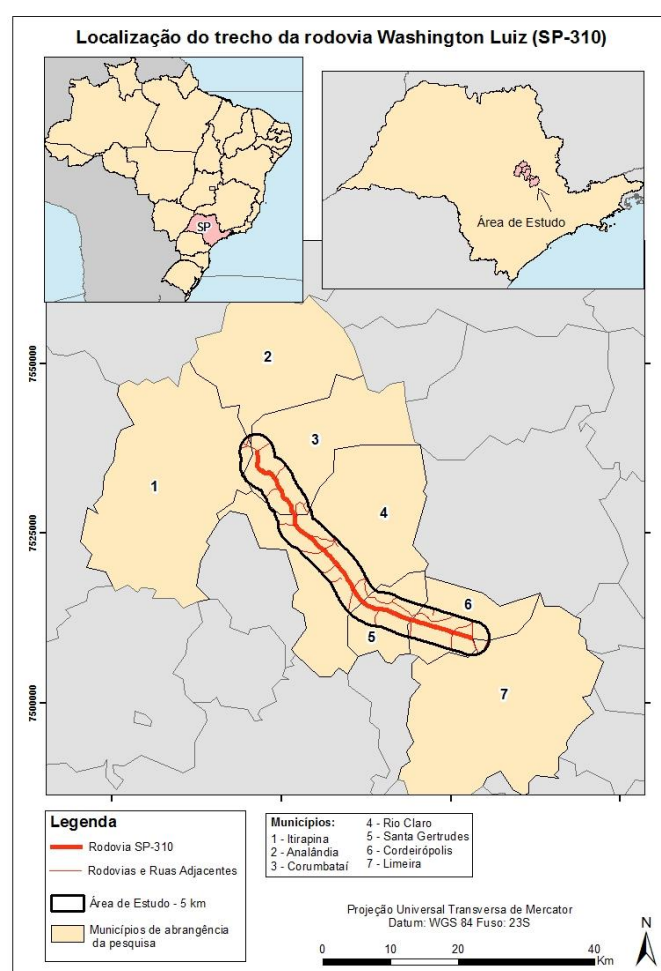 Localização do trecho da rodovia Washington Luiz (SP-310)
SP
Área de Estudo
7550000
7525000
7500000
2
3
1
4
6
5
7
Legenda
Rodovia SP-310
Rodovias e Ruas Adjacentes
Área de Estudo - 5 km
Municípios de abrangência
da pesquisa
Municípios:
1 - Itirapina
2 - Analândia
3 - Corumbataí
4 - Rio Claro
5 - Santa Gertrudes
6 - Cordeirópolis
7 - Limeira
Projeção Universal Transversa de Mercator
Datum: WGS 84 Fuso: 23S
0 10 20 40
Km
N